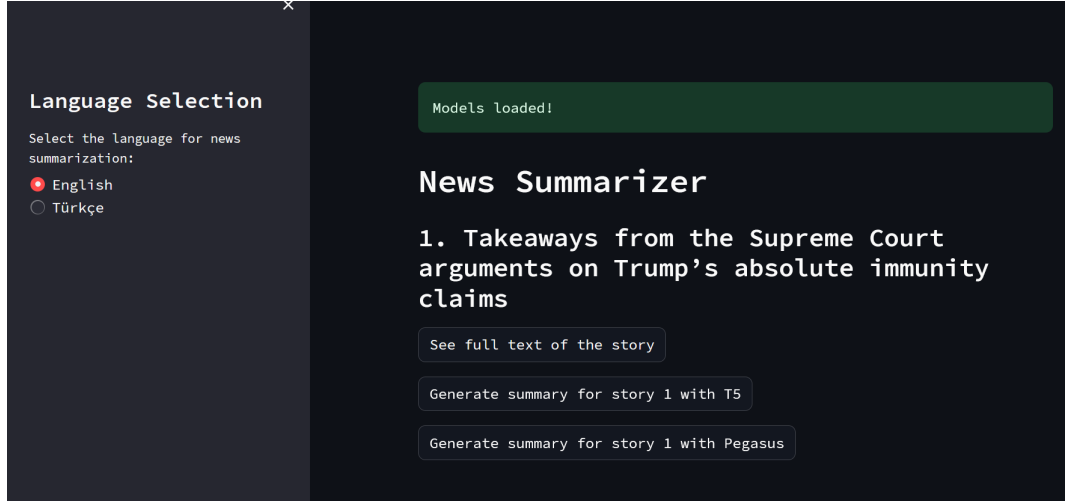 ×
Language Selection
Select the language for news
summarization:
English
Türkçe
Models loaded!
News Summarizer
1. Takeaways from the Supreme Court
arguments on Trump’s absolute immunity
claims
See full text of the story
Generate summary for story 1 with T5
Generate summary for story 1 with Pegasus